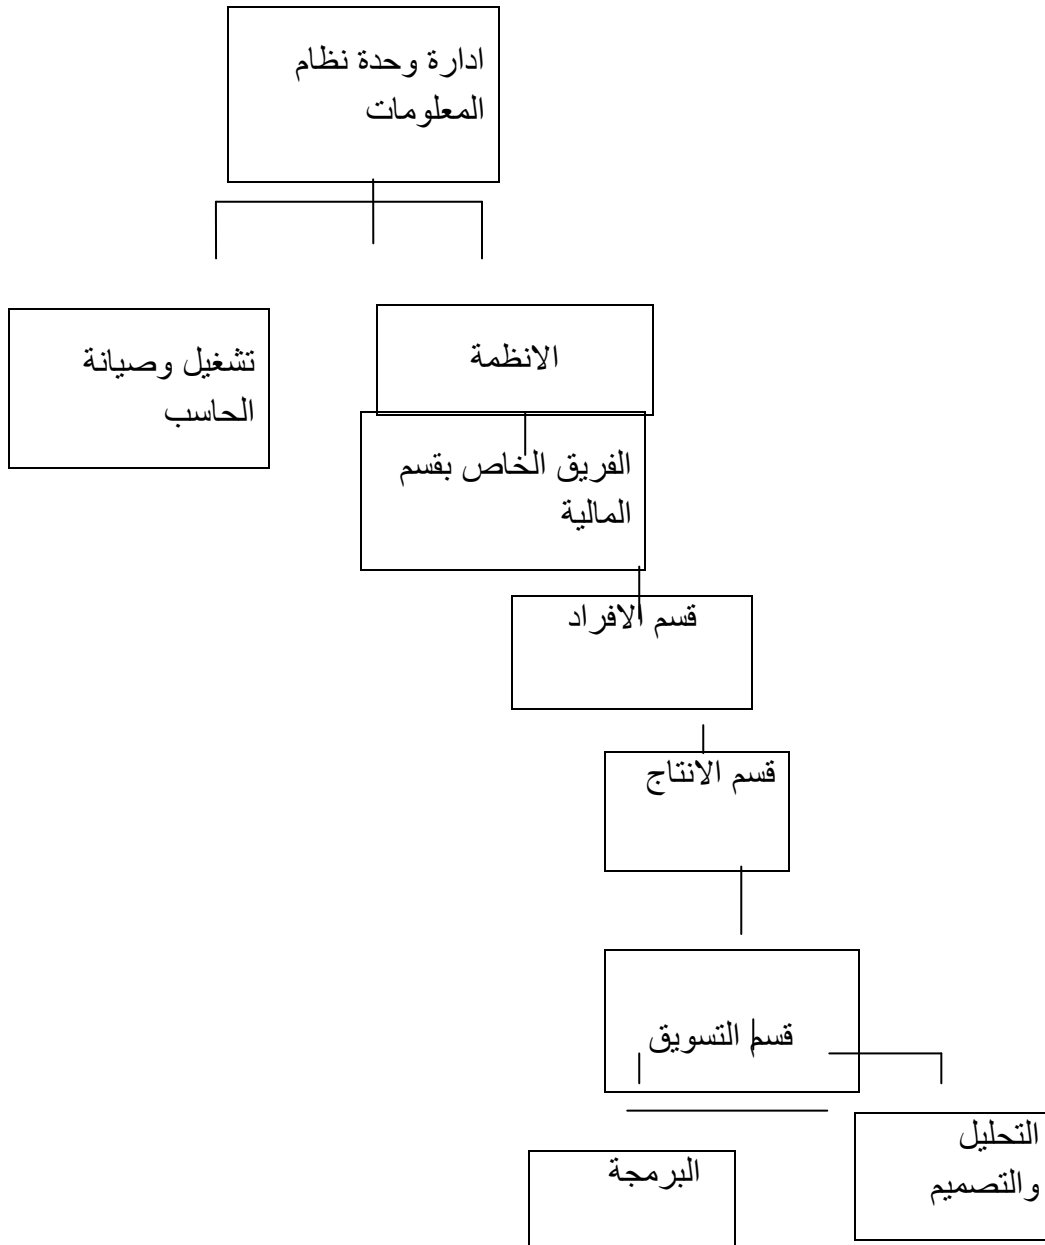 ادارة وحدة نظام
المعلومات
الانظمة
تشغيل وصيانة
الحاسب
الفريق الخاص بقسم
المالية
قسم الافراد
قسم الانتاج
قسم التسويق
التحليل
والتصميم
البرمجة